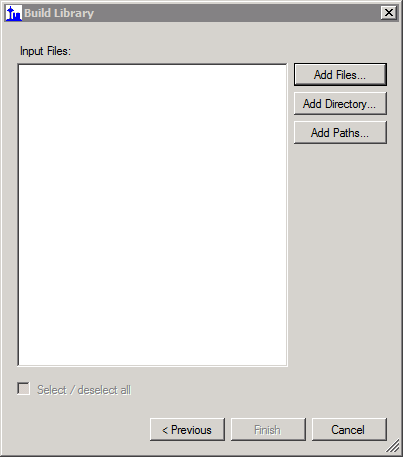 Build Library
Input Files:
Add Files...
Add Directory...
Add Paths...
Select / deselect all
< Previous
Finish
Cancel